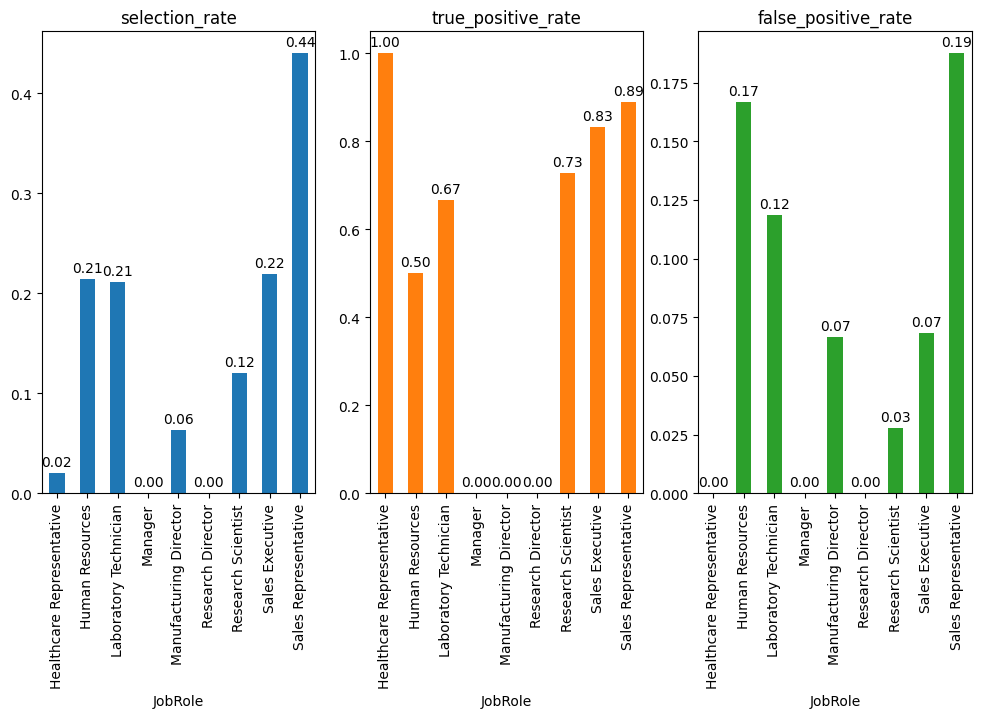 selection_rate
0.44
0.4
0.3
0.2
0.1
0.0
0.02
0.21
0.21
0.00
0.06
0.00
0.12
0.22
Healthcare Representative
Human Resources
Laboratory Technician
Manager
Manufacturing Director
Research Director
Research Scientist
Sales Executive
Sales Representative
JobRole
true_positive_rate
1.0
0.8
0.6
0.4
0.2
0.0
1.00
0.50
0.67
0.00
0.00
0.00
0.73
0.83
0.89
Healthcare Representative
Human Resources
Laboratory Technician
Manager
Manufacturing Director
Research Director
Research Scientist
Sales Executive
Sales Representative
JobRole
false_positive_rate
0.175
0.150
0.125
0.100
0.075
0.050
0.025
0.000
0.00
0.17
0.12
0.00
0.07
0.00
0.03
0.07
0.19
Healthcare Representative
Human Resources
Laboratory Technician
Manager
Manufacturing Director
Research Director
Research Scientist
Sales Executive
Sales Representative
JobRole